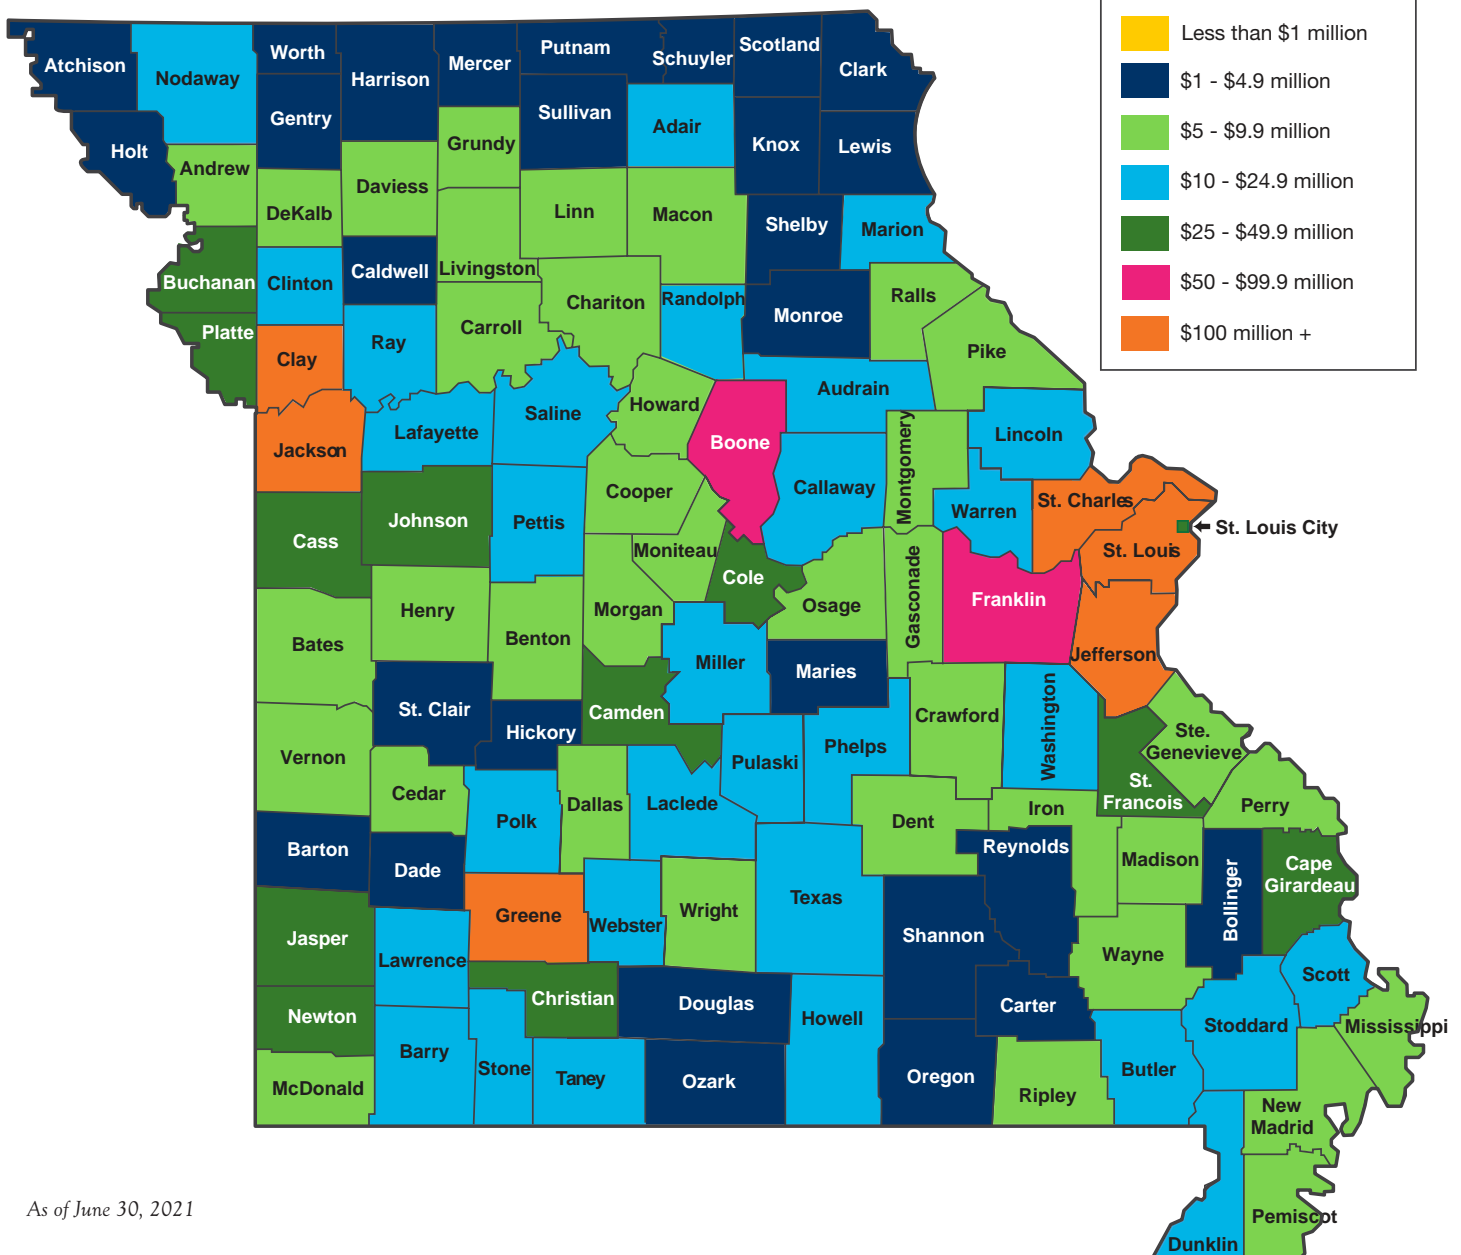 Less than $1 million
$1 - $4.9 million
$5 - $9.9 million
$10 - $24.9 million
$25 - $49.9 million
$50 - $99.9 million
$100 million +
Atchison
Nodaway
Worth
Harrison
Mercer
Putnam
Schuyler
Scotland
Clark
Gentry
Sullivan
Adair
Knox
Lewis
Holt
Andrew
DeKalb
Daviess
Grundy
Linn
Macon
Shelby
Marion
Buchanan
Clinton
Caldwell
Livingston
Chariton
Randolph
Monroe
Ralls
Pike
Platte
Clay
Ray
Carroll
Saline
Howard
Boone
Audrain
Montgomery
Lincoln
Jackson
Lafayette
Cooper
Callaway
Warren
St. Charles
St. Louis City
St. Louis
Cass
Johnson
Pettis
Moniteau
Cole
Osage
Gasconade
Franklin
Jefferson
Bates
Henry
Benton
Morgan
Miller
Maries
St. Clair
Hickory
Camden
Crawford
Washington
Ste.
Genevieve
Vernon
Cedar
Polk
Dallas
Laclede
Pulaski
Phelps
Dent
Iron
St.
Francois
Perry
Barton
Dade
Greene
Webster
Wright
Texas
Reynolds
Madison
Bollinger
Cape
Girardeau
Jasper
Lawrence
Christian
Douglas
Shannon
Wayne
Scott
Newton
Barry
Stone
Taney
Ozark
Howell
Oregon
Carter
Ripley
Butler
Stoddard
Mississippi
McDonald
New
Madrid
Pemiscot
Dunklin
As of June 30, 2021